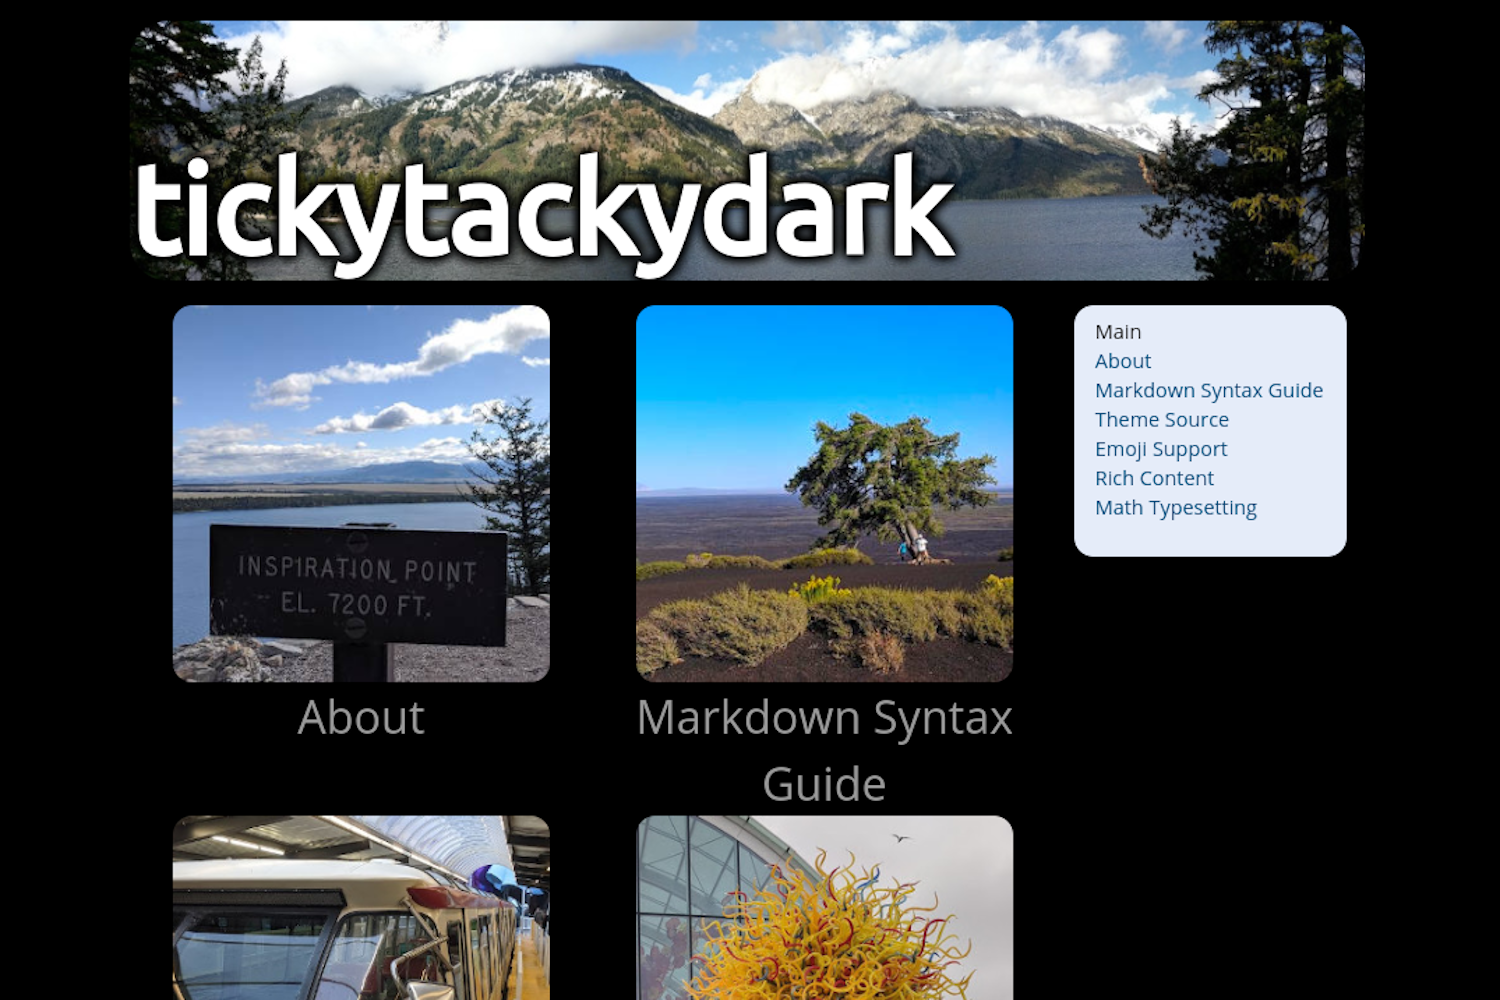 tickytackydark
INSPIRATION POINT
EL. 7200 FT.
About
Markdown Syntax
Guide
Main
About
Markdown Syntax Guide
Theme Source
Emoji Support
Rich Content
Math Typesetting